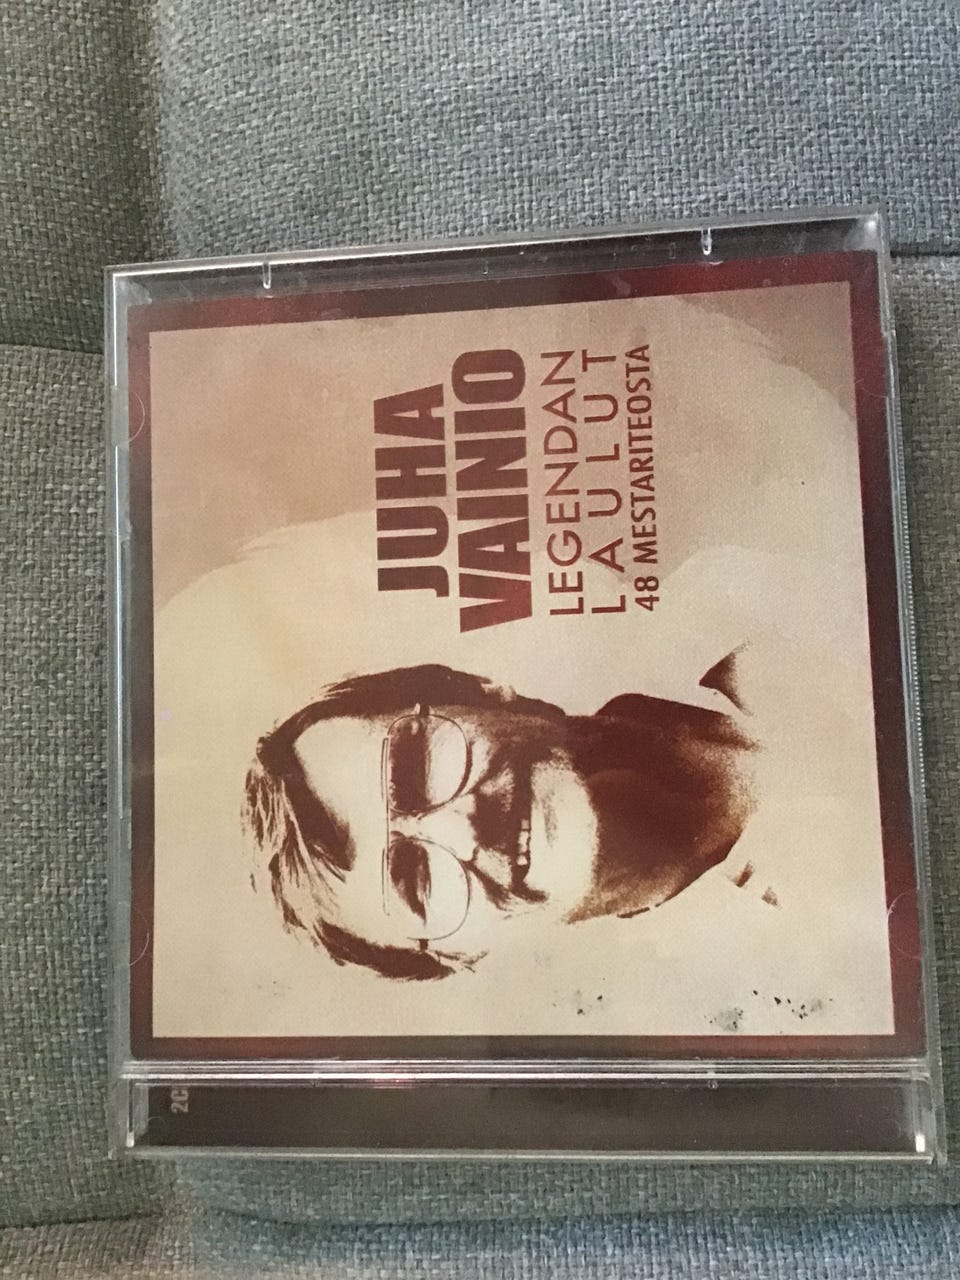 JUHA
VAINIO
LEGENDAN
LAULUT
48 MESTARITEOSTA